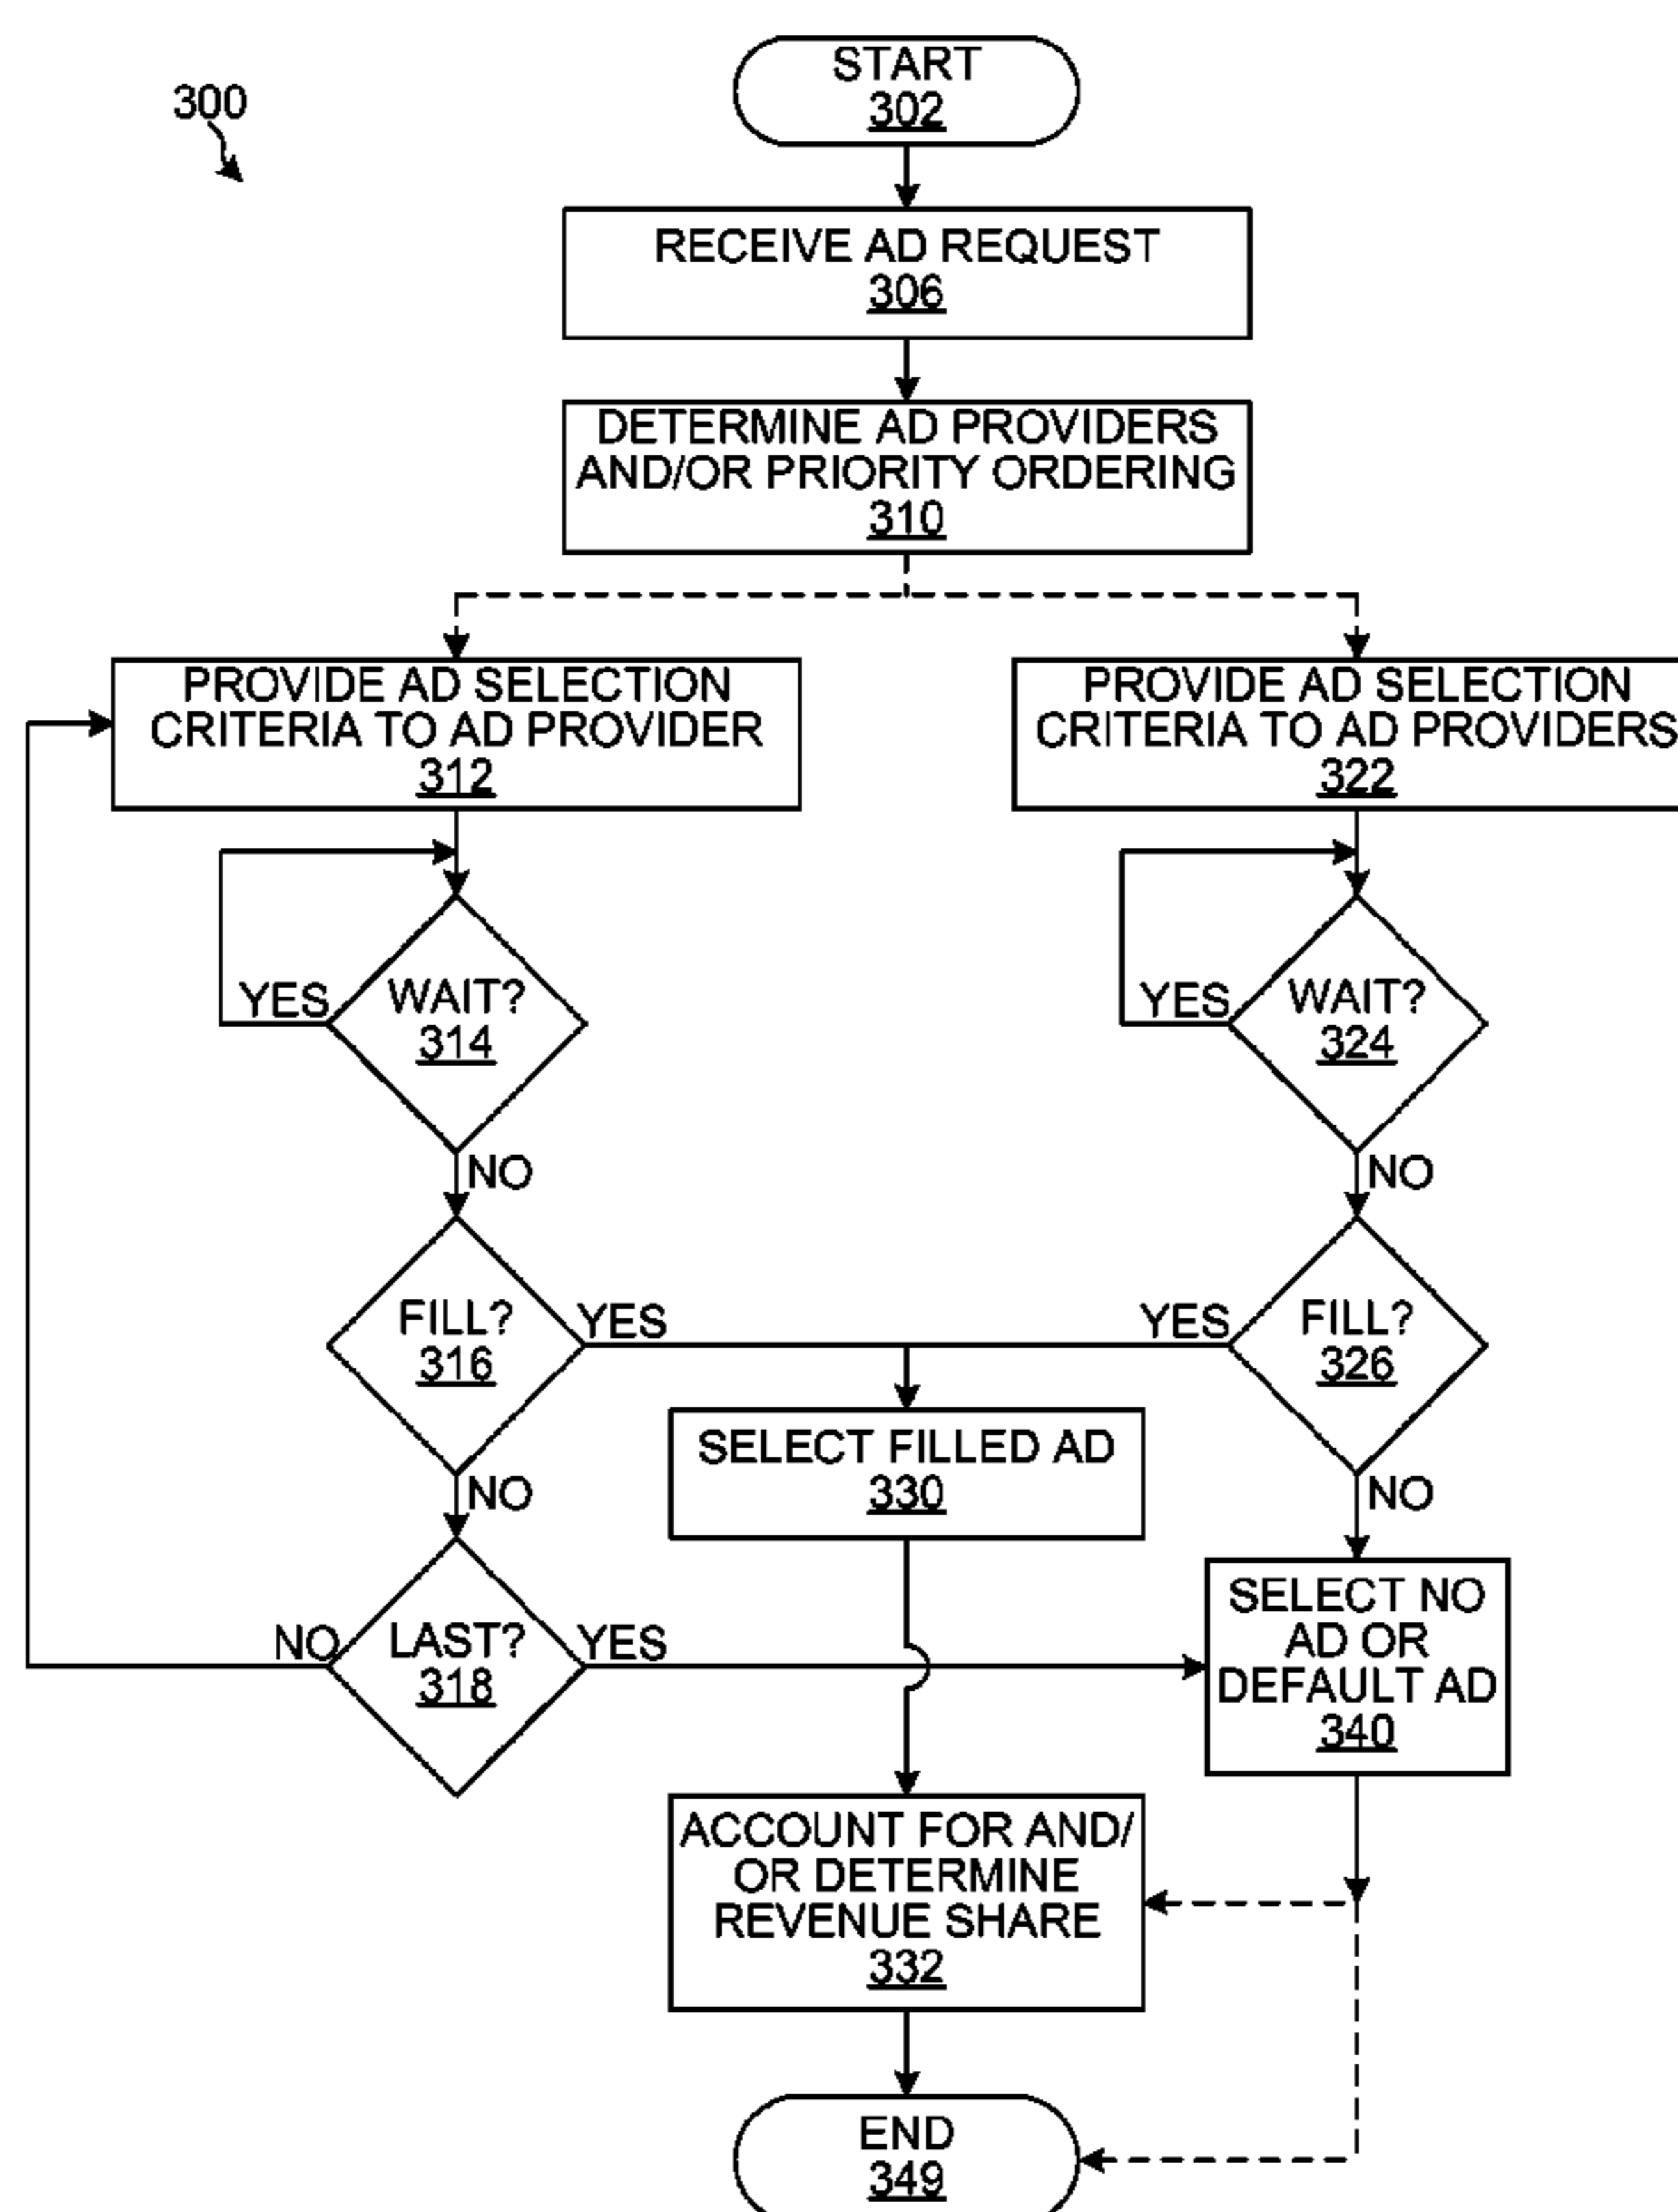 300
START
302
RECEIVE AD REQUEST
306
DETERMINE AD PROVIDERS
AND/OR PRIORITY ORDERING
310
PROVIDE AD SELECTION
CRITERIA TO AD PROVIDER
312
PROVIDE AD SELECTION
CRITERIA TO AD PROVIDERS
322
WAIT?
314
YES
NO
WAIT?
324
YES
NO
FILL?
316
YES
NO
FILL?
326
YES
NO
SELECT FILLED AD
330
LAST?
318
NO
YES
SELECT NO
AD OR
DEFAULT AD
340
ACCOUNT FOR AND/
OR DETERMINE
REVENUE SHARE
332
END
349